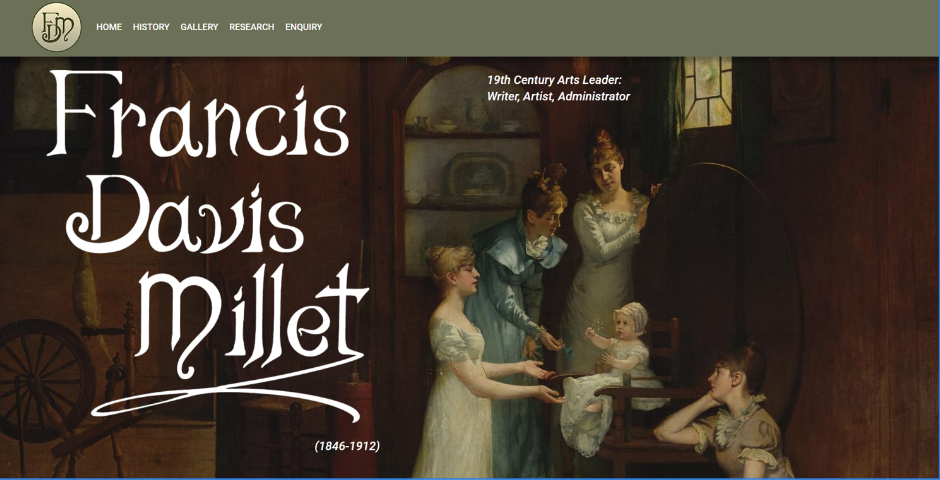 FDM
HOME HISTORY GALLERY RESEARCH ENQUIRY
Francis
Davis
Millet
(1846-1912)
19th Century Arts Leader:
Writer, Artist, Administrator